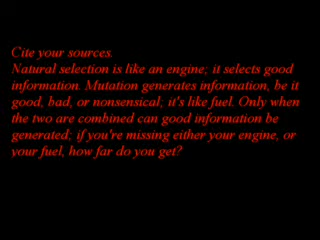 Cite your sources.
Natural selection is like an engine; it selects good
information. Mutation generates information, be it
good, bad, or nonsensical; it's like fuel. Only when
the two are combined can good information be
generated; if you're missing either your engine, or
your fuel, how far do you get?